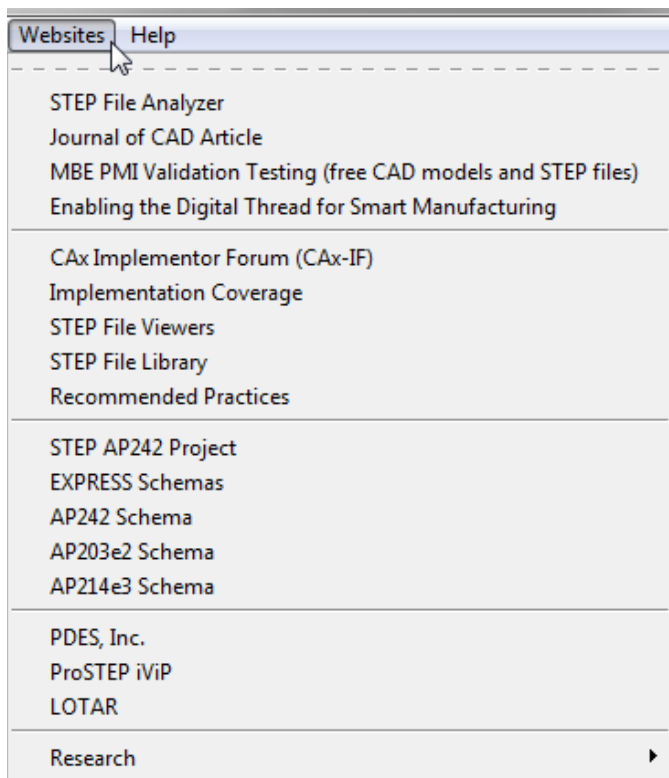 Websites Help
STEP File Analyzer
Journal of CAD Article
MBE PMI Validation Testing (free CAD models and STEP files)
Enabling the Digital Thread for Smart Manufacturing
CAx Implementor Forum (CAx-IF)
Implementation Coverage
STEP File Viewers
STEP File Library
Recommended Practices
STEP AP242 Project
EXPRESS Schemas
AP242 Schema
AP203e2 Schema
AP214e3 Schema
PDES, Inc.
ProSTEP iViP
LOTAR
Research